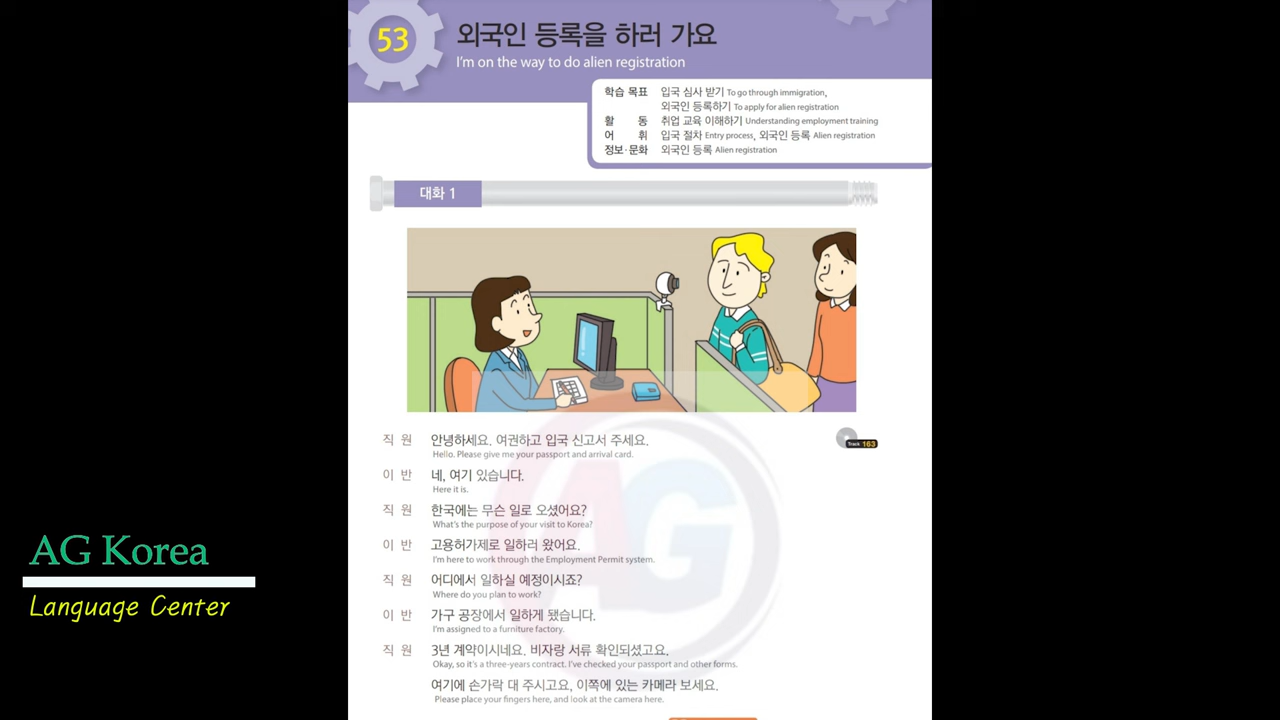 53
외국인 등록을 하러 가요
I'm on the way to do alien registration
학습 목표 입국 심사 받기 To go through immigration,
외국인 등록하기 To apply for alien registration
활 동 취업 교육 이해하기 Understanding employment training
어 휘 입국 절차 Entry process, 외국인 등록 Alien registration
정보·문화 외국인 등록 Alien registration
대화 1
직 원 안녕하세요. 여권하고 입국 신고서 주세요.
Hello. Please give me your passport and arrival card.
Track 163
이 반 네, 여기 있습니다.
Here it is.
직 원 한국에는 무슨 일로 오셨어요?
What's the purpose of your visit to Korea?
이 반 고용허가제로 일하러 왔어요.
I'm here to work through the Employment Permit system.
직 원 어디에서 일하실 예정이시죠?
Where do you plan to work?
이 반 가구 공장에서 일하게 됐습니다.
I'm assigned to a furniture factory.
직 원 3년 계약이시네요. 비자랑 서류 확인되셨고요.
Okay, so it's a three-years contract. I've checked your passport and other forms.
여기에 손가락 대 주시고요, 이쪽에 있는 카메라 보세요.
Please place your fingers here, and look at the camera here.
AG
AG Korea
Language Center